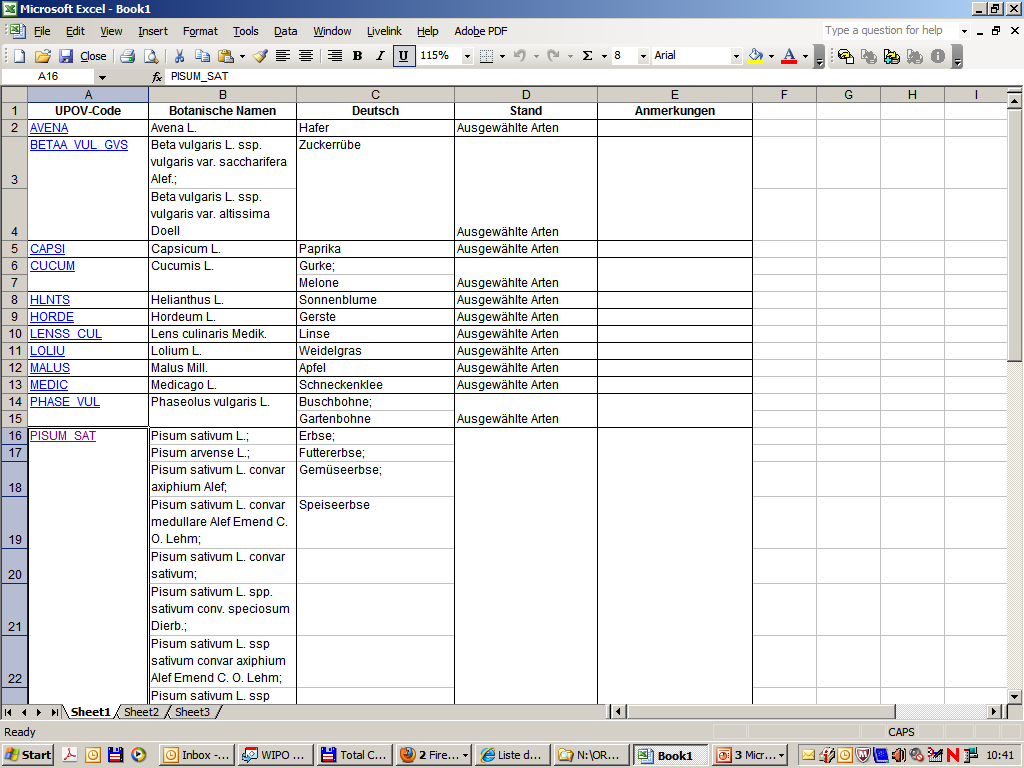 Microsoft Excel - Book1
File Edit View Insert Format Tools Data Window Livelink Help Adobe PDF Type a question for help
Close B I U 115% Σ 8 Arial A
A16 fx PISUM_SAT
A B C D E F G H I
1 UPOV-Code Botanische Namen Deutsch Stand Anmerkungen
2 AVENA Avena L. Hafer Ausgewählte Arten
BETAA_VUL_GVS Beta vulgaris L. ssp. Zuckerrübe
vulgaris var. saccharifera
3 Alef.;
Beta vulgaris L. ssp.
vulgaris var. altissima
4 Doell Ausgewählte Arten
5 CAPSI Capsicum L. Paprika Ausgewählte Arten
6 CUCUM Cucumis L. Gurke;
7 Melone Ausgewählte Arten
8 HLNTS Helianthus L. Sonnenblume Ausgewählte Arten
9 HORDE Hordeum L. Gerste Ausgewählte Arten
10 LENSS_CUL Lens culinaris Medik. Linse Ausgewählte Arten
11 LOLIU Lolium L. Weidelgras Ausgewählte Arten
12 MALUS Malus Mill. Apfel Ausgewählte Arten
13 MEDIC Medicago L. Schneckenklee Ausgewählte Arten
14 PHASE_VUL Phaseolus vulgaris L. Buschbohne;
15 Gartenbohne Ausgewählte Arten
16 PISUM_SAT Pisum sativum L.; Erbse;
17 Pisum arvense L.; Futtererbse;
Pisum sativum L. convar Gemüseerbse;
18 axiphium Alef;
Pisum sativum L. convar Speiseerbse
medullare Alef Emend C.
19 O. Lehm;
Pisum sativum L. convar
20 sativum;
Pisum sativum L. spp.
sativum conv. speciosum
21 Dierb.;
Pisum sativum L. ssp
sativum convar axiphium
22 Alef Emend C. O. Lehm;
Pisum sativum L. ssp
Sheet1 Sheet2 Sheet3
Ready CAPS
Start Inbox -... WIPO ... Total C... 2 Fire... Liste d... N:\OR... Book1 3 Micr... 10:41